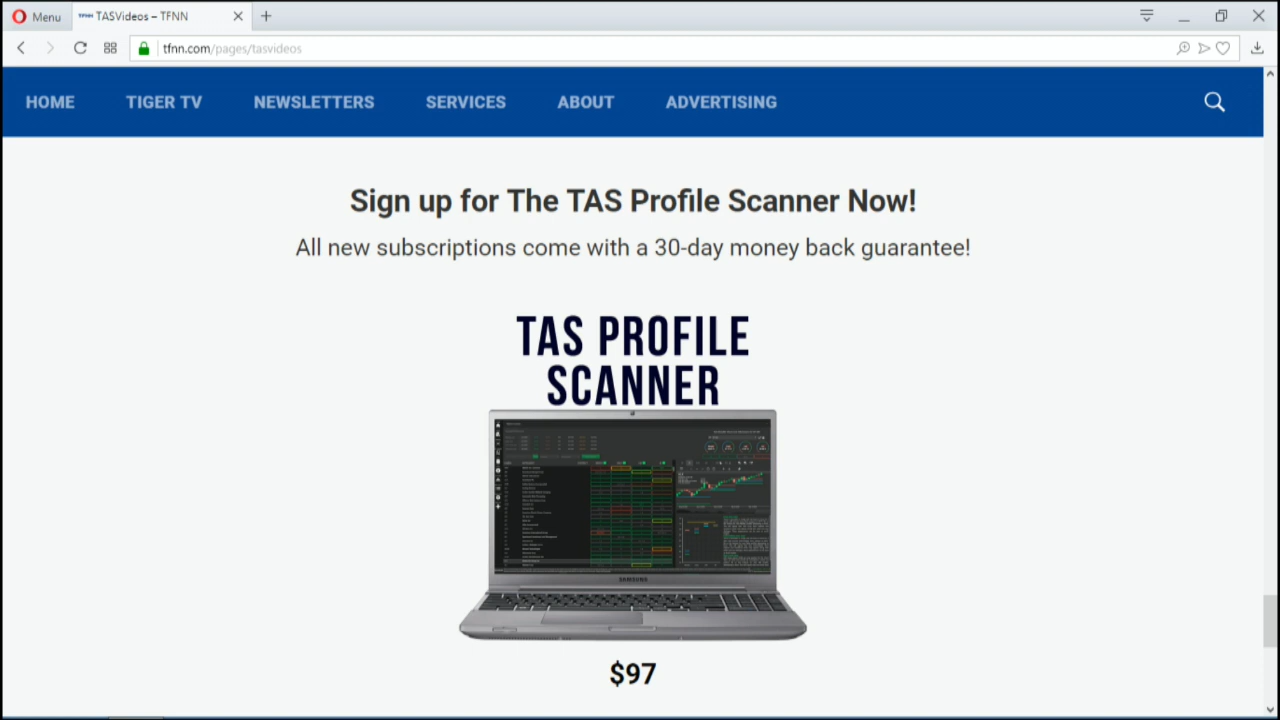 Menu
TFNN TASVideos – TFNN
tfnn.com/pages/tasvideos
HOME TIGER TV NEWSLETTERS SERVICES ABOUT ADVERTISING
Sign up for The TAS Profile Scanner Now!
All new subscriptions come with a 30-day money back guarantee!
TAS PROFILE
SCANNER
SAMSUNG
$97